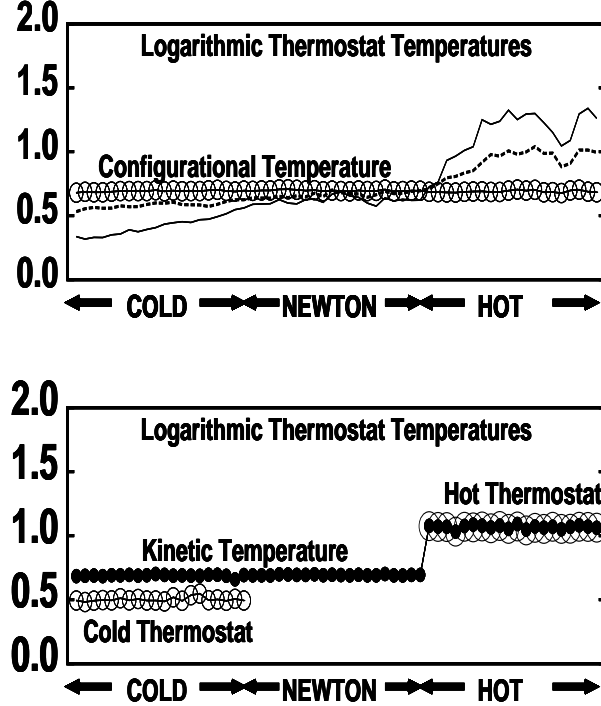 2.0
Logarithmic Thermostat Temperatures
1.5
1.0
Configurational Temperature
0.5
0.0
COLD NEWTON HOT
2.0
Logarithmic Thermostat Temperatures
1.5
Hot Thermostat
1.0
Kinetic Temperature
0.5
Cold Thermostat
0.0
COLD NEWTON HOT